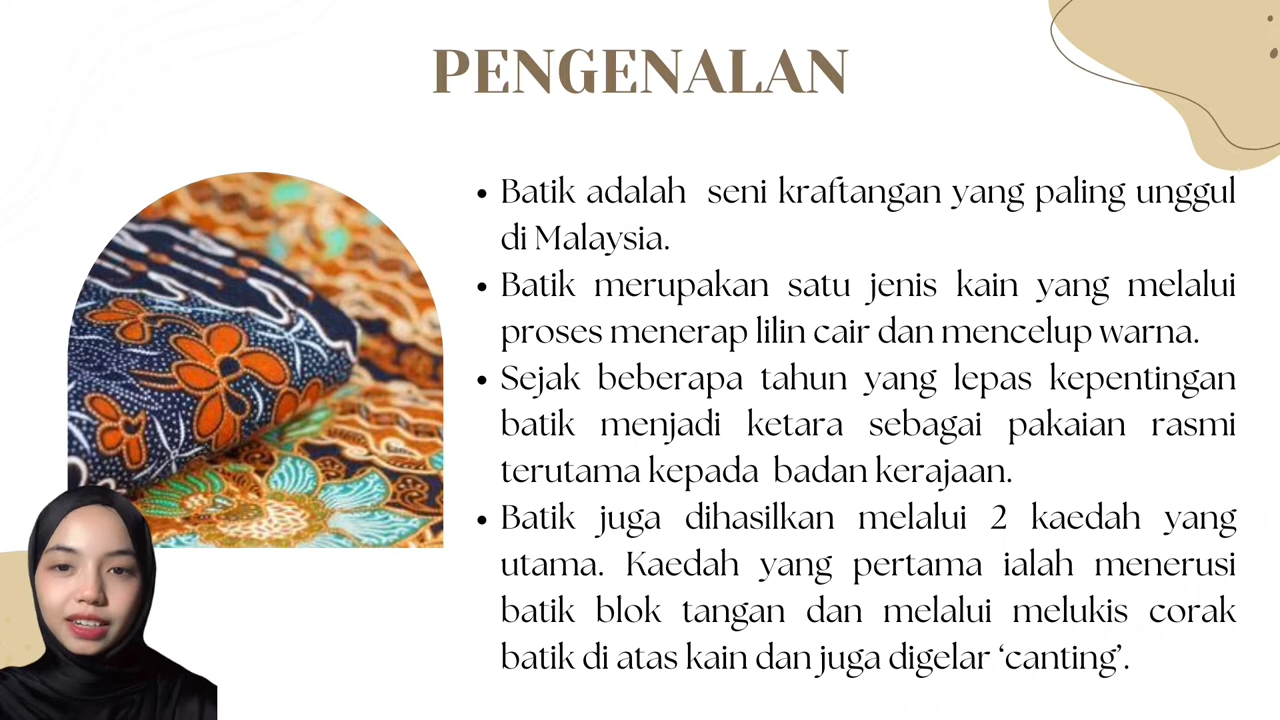 PENGENALAN
• Batik adalah  seni kraftangan yang paling unggul
di Malaysia.
• Batik merupakan satu jenis kain yang melalui
proses menerap lilin cair dan mencelup warna.
• Sejak beberapa tahun yang lepas kepentingan
batik menjadi ketara sebagai pakaian rasmi
terutama kepada  badan kerajaan.
• Batik juga dihasilkan melalui 2 kaedah yang
utama. Kaedah yang pertama ialah menerusi
batik blok tangan dan melalui melukis corak
batik di atas kain dan juga digelar ‘canting’.